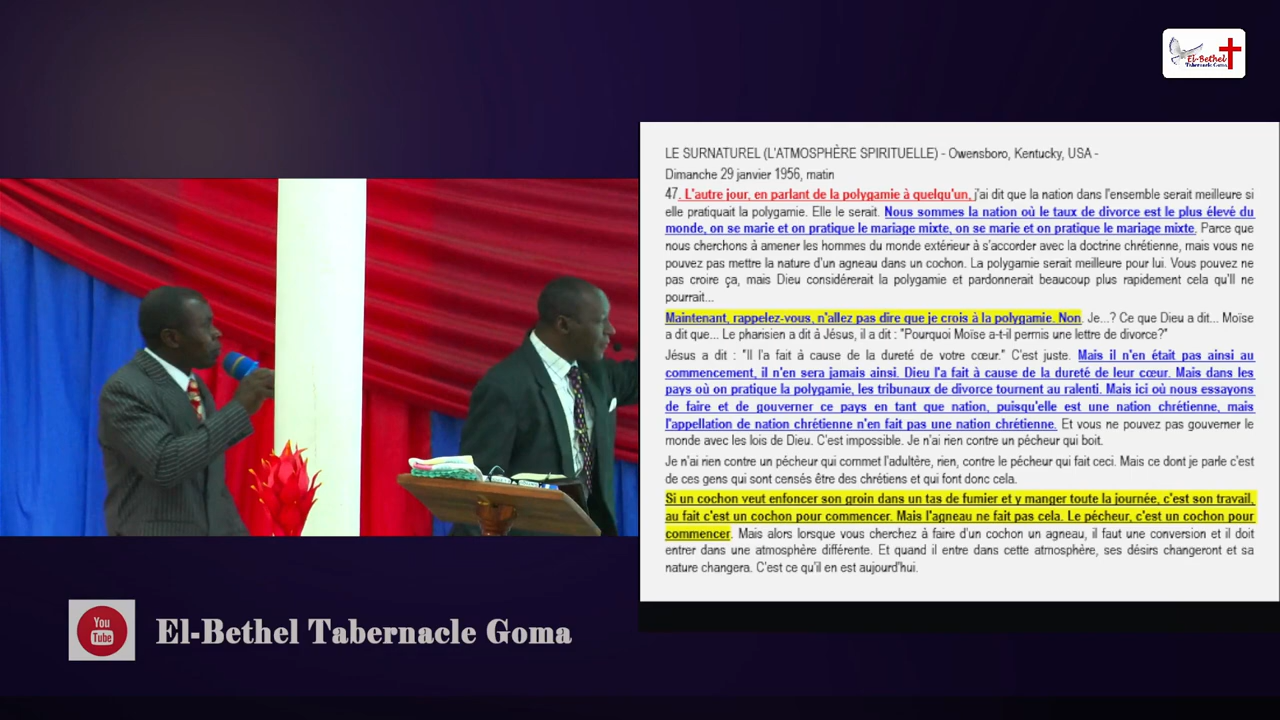 El-Bethel
Tabernacle Goma
LE SURNATUREL (L'ATMOSPHÈRE SPIRITUELLE) - Owensboro, Kentucky, USA -
Dimanche 29 janvier 1956, matin
47. L'autre jour, en parlant de la polygamie à quelqu'un, j'ai dit que la nation dans l'ensemble serait meilleure si
elle pratiquait la polygamie. Elle le serait. Nous sommes la nation où le taux de divorce est le plus élevé du
monde, on se marie et on pratique le mariage mixte, on se marie et on pratique le mariage mixte. Parce que
nous cherchons à amener les hommes du monde extérieur à s'accorder avec la doctrine chrétienne, mais vous ne
pouvez pas mettre la nature d'un agneau dans un cochon. La polygamie serait meilleure pour lui. Vous pouvez ne
pas croire ça, mais Dieu considérerait la polygamie et pardonnerait beaucoup plus rapidement cela qu'Il ne
pourrait...
Maintenant, rappelez-vous, n'allez pas dire que je crois à la polygamie. Non. Je...? Ce que Dieu a dit... Moïse
a dit que... Le pharisien a dit à Jésus, il a dit : "Pourquoi Moïse a-t-il permis une lettre de divorce?"
Jésus a dit : "Il l'a fait à cause de la dureté de votre cœur." C'est juste. Mais il n'en était pas ainsi au
commencement, il n'en sera jamais ainsi. Dieu l'a fait à cause de la dureté de leur cœur. Mais dans les
pays où on pratique la polygamie, les tribunaux de divorce tournent au ralenti. Mais ici où nous essayons
de faire et de gouverner ce pays en tant que nation, puisqu'elle est une nation chrétienne, mais
l'appellation de nation chrétienne n'en fait pas une nation chrétienne. Et vous ne pouvez pas gouverner le
monde avec les lois de Dieu. C'est impossible. Je n'ai rien contre un pécheur qui boit.
Je n'ai rien contre un pécheur qui commet l'adultère, rien, contre le pécheur qui fait ceci. Mais ce dont je parle c'est
de ces gens qui sont censés être des chrétiens et qui font donc cela.
Si un cochon veut enfoncer son groin dans un tas de fumier et y manger toute la journée, c'est son travail,
au fait c'est un cochon pour commencer. Mais l'agneau ne fait pas cela. Le pécheur, c'est un cochon pour
commencer. Mais alors lorsque vous cherchez à faire d'un cochon un agneau, il faut une conversion et il doit
entrer dans une atmosphère différente. Et quand il entre dans cette atmosphère, ses désirs changeront et sa
nature changera. C'est ce qu'il en est aujourd'hui.
You
Tube
El-Bethel Tabernacle Goma